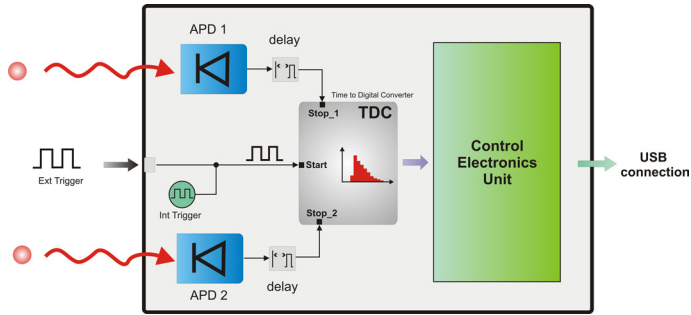 APD 1
delay
Time to Digital Converter
TDC
Stop_1
Ext Trigger
Start
Int Trigger
Stop_2
APD 2
delay
Control
Electronics
Unit
USB
connection